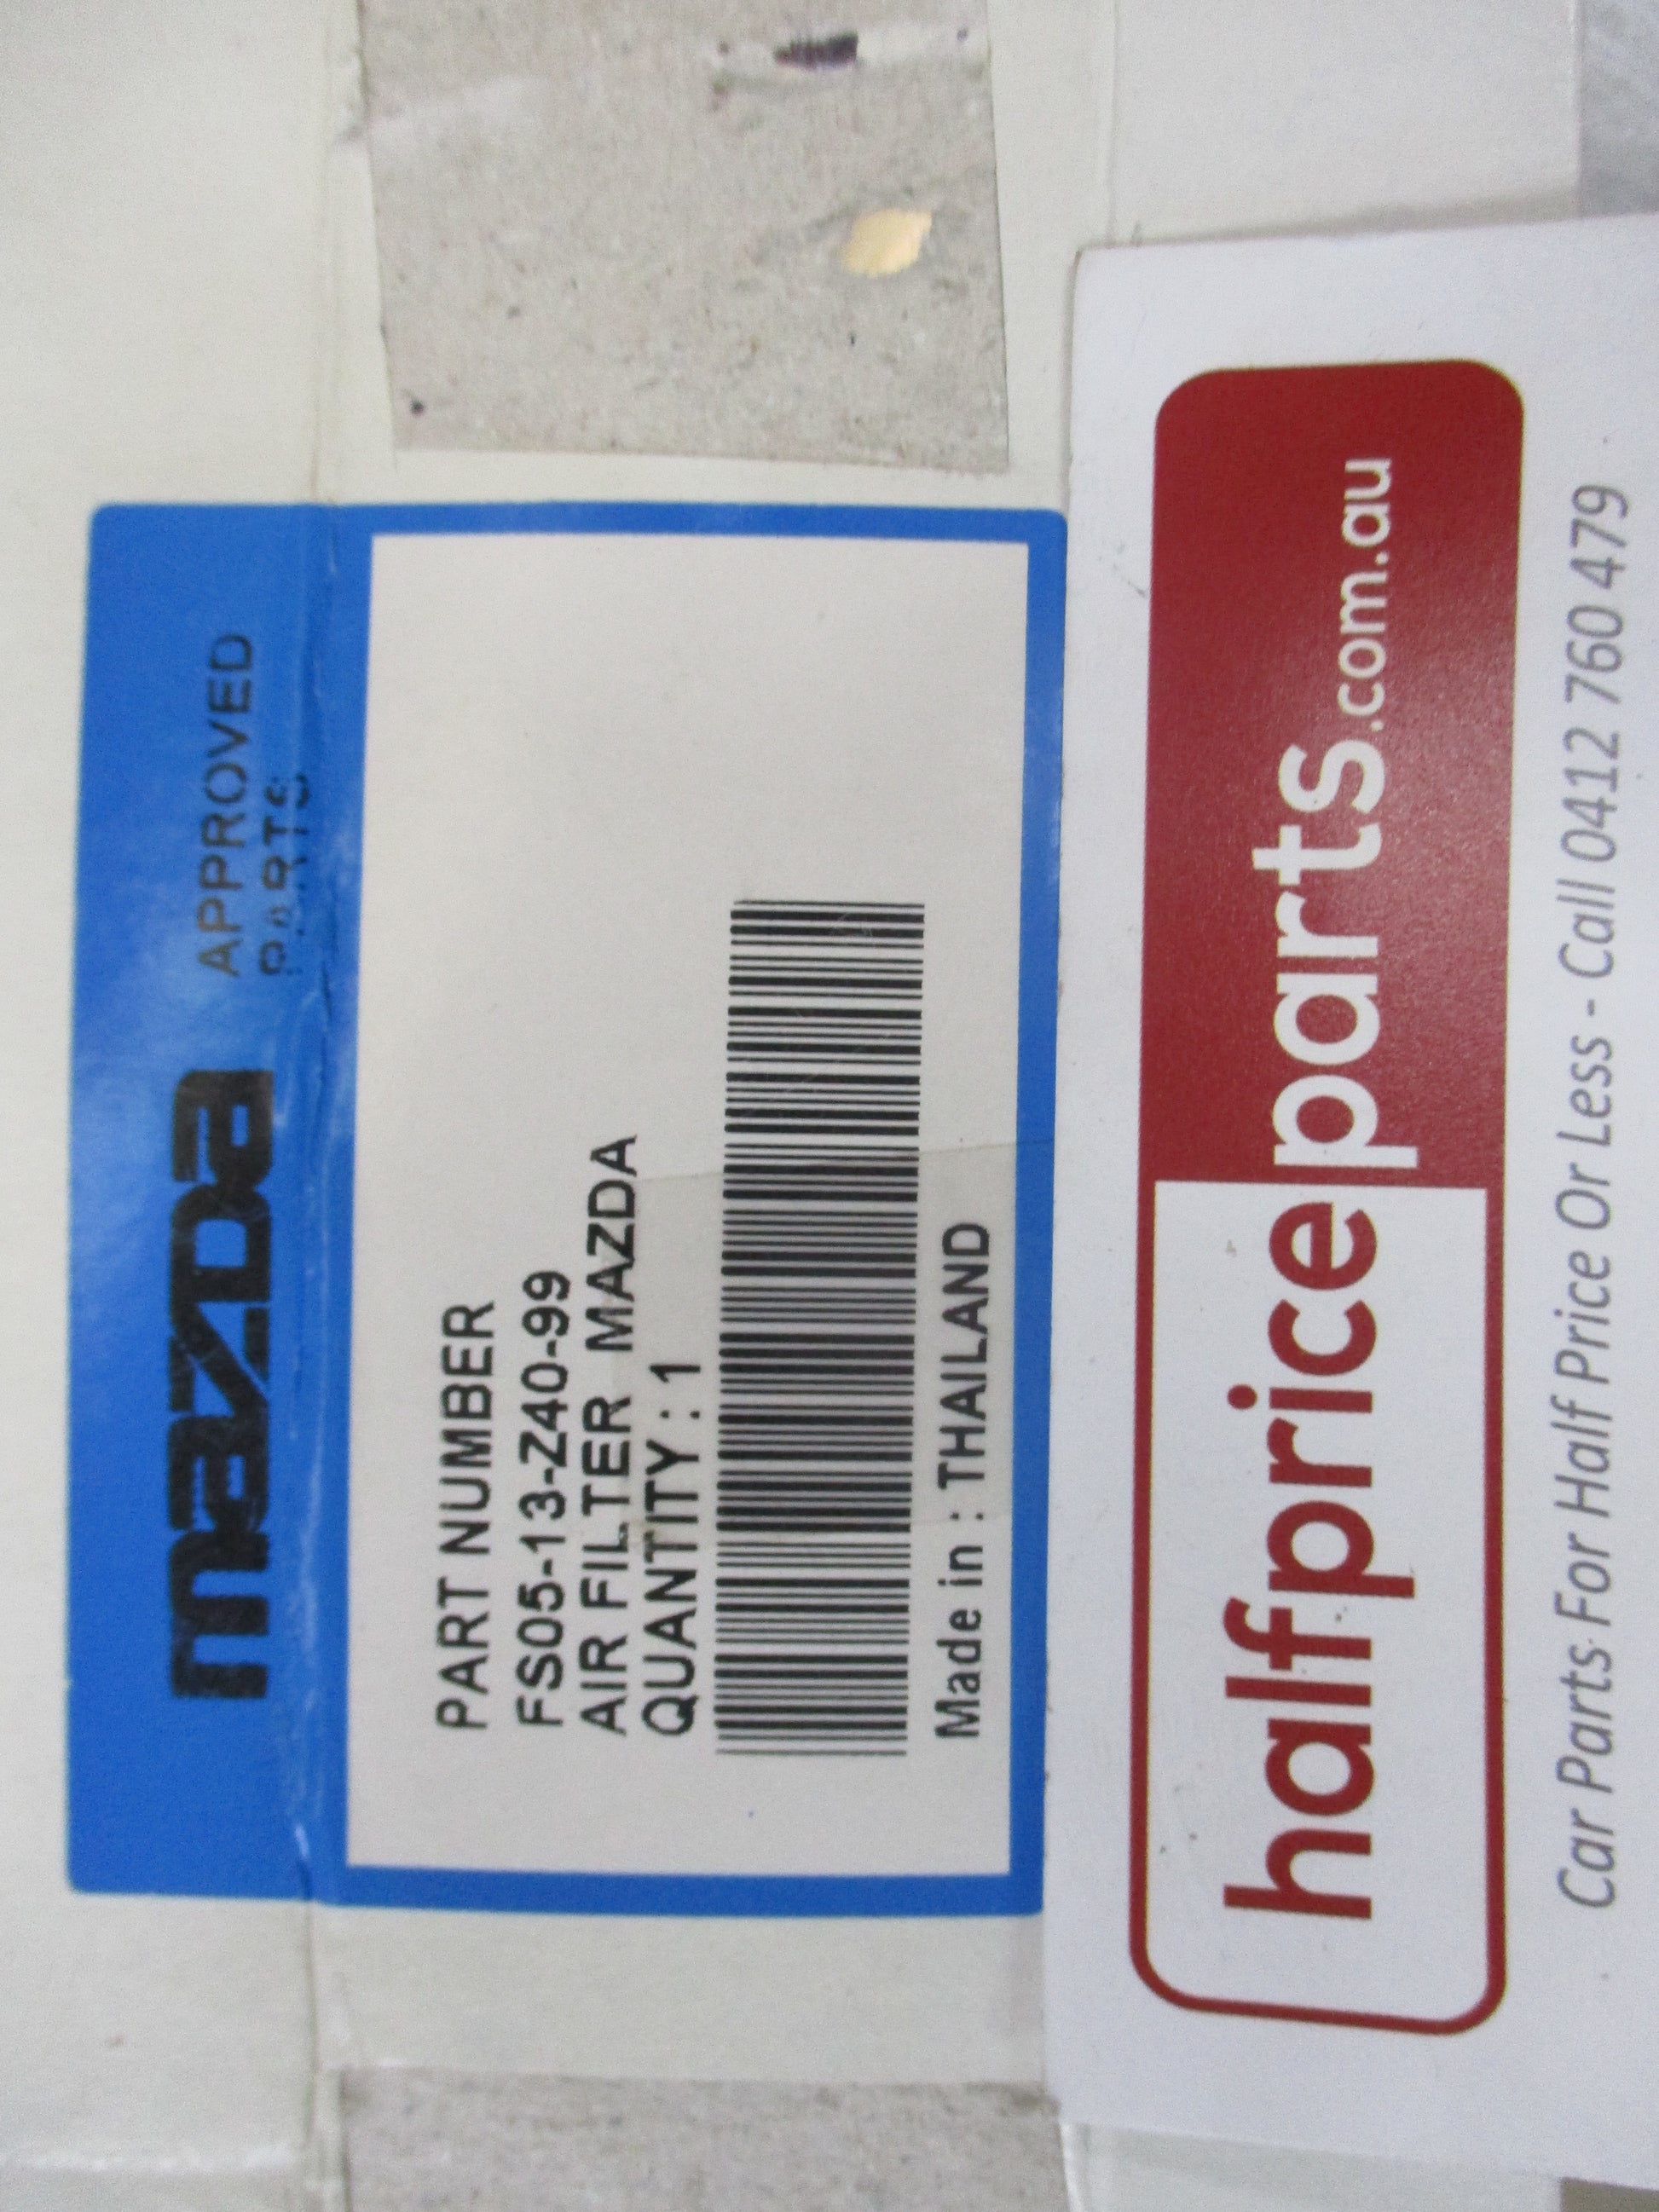 mazda
APPROVED
PARTS
PART NUMBER
FS05-13-Z40-99
AIR FILTER MAZDA
QUANTITY : 1
Made in : THAILAND
halfpriceparts.com.au
Car Parts For Half Price Or Less - Call 0412 760 479